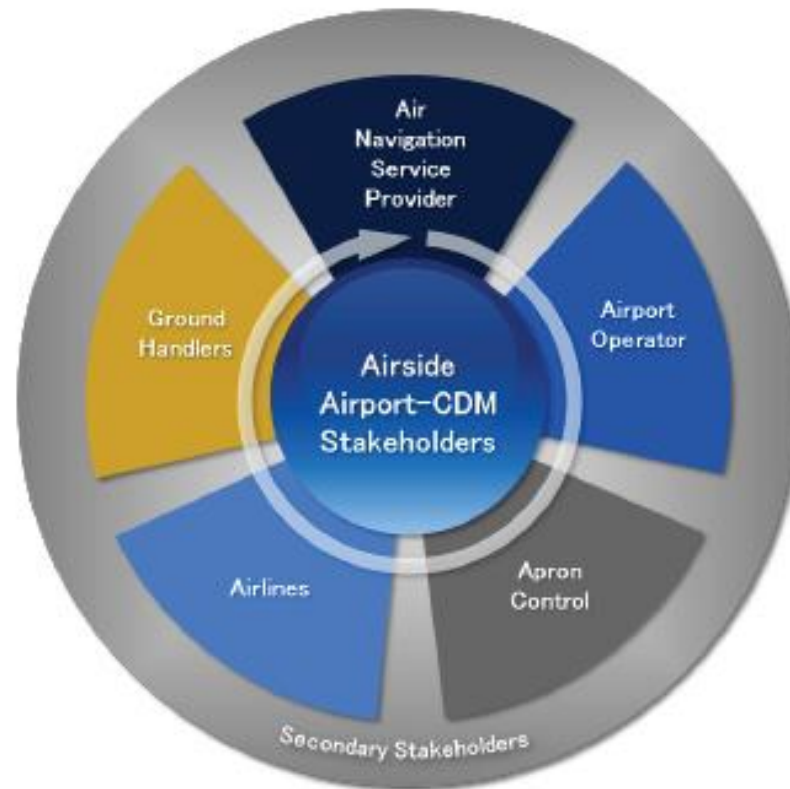 Air
Navigation
Service
Provider
Airport
Operator
Ground
Handlers
Airside
Airport-CDM
Stakeholders
Airlines
Apron
Control
Secondary Stakeholders